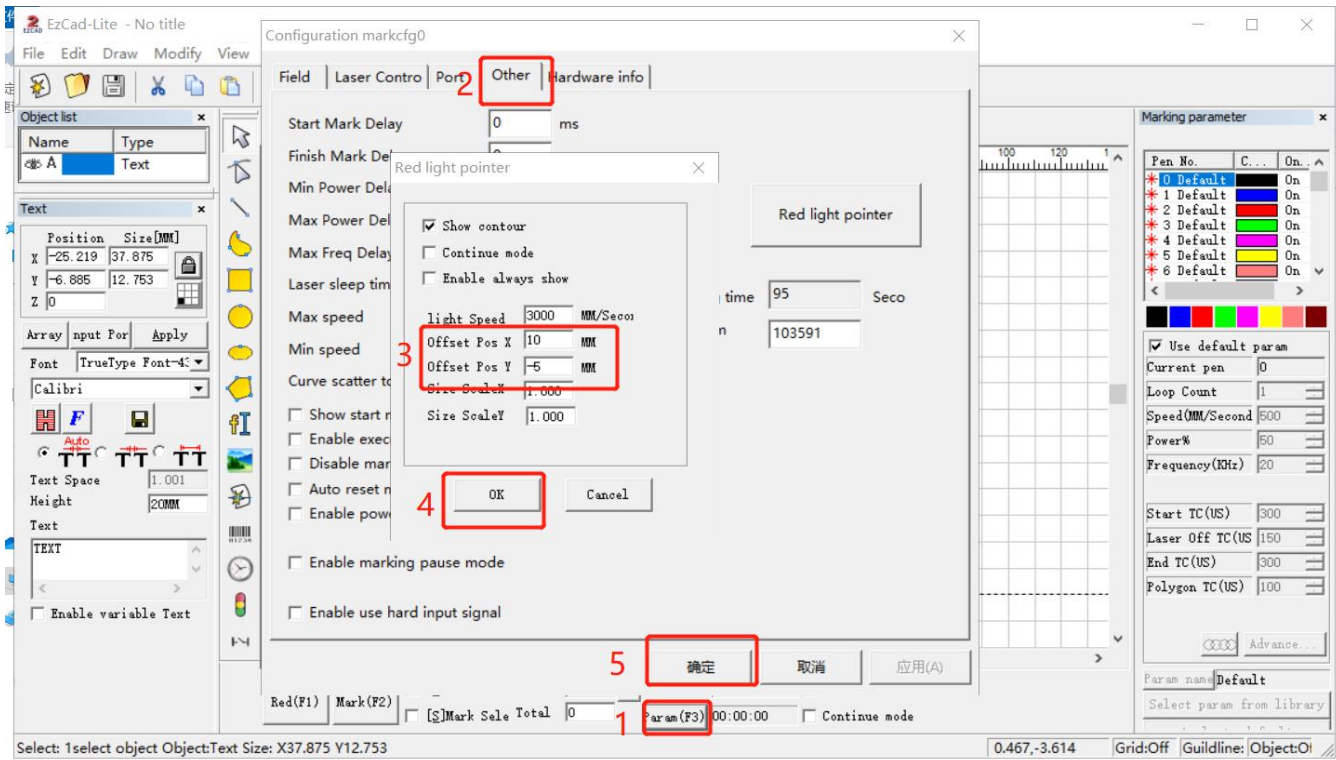 EzCad-Lite - No title
File Edit Draw Modify View
Object list ×
Name Type
A Text
Text ×
Position Size[MM]
X -25.219 37.875
Y -6.885 12.753
Z 0
Array nput Por Apply
Font TrueType Font-43
Calibri
F
Auto
TT TT TT
Text Space 1.001
Height 20MM
Text
TEXT
Enable variable Text
Configuration markcfg0
Field Laser Contro Port Other Hardware info
2
Start Mark Delay 0 ms
Finish Mark De
Min Power Dela
Max Power Del
Max Freq Delay
Laser sleep tim
Max speed
Min speed
Curve scatter to
Show start r
Enable exec
Disable mar
Auto reset n
Enable powe
Enable marking pause mode
Enable use hard input signal
Red light pointer
time 95 Seco
n 103591
Red light pointer
Show contour
Continue mode
Enable always show
light Speed 3000 MM/Secon
3
Offset Pos X 10 MM
Offset Pos Y -5 MM
Size ScaleX 1.000
Size ScaleY 1.000
4
OK Cancel
5
确定 取消 应用(A)
Red(F1) Mark(F2) [S]Mark Sele Total 0 1 Param(F3) 00:00:00 Continue mode
100 120 1
Marking parameter ×
Pen No. C... On..
0 Default On
1 Default On
2 Default On
3 Default On
4 Default On
5 Default On
6 Default On
Use default param
Current pen 0
Loop Count 1
Speed(MM/Second 500
Power% 50
Frequency(KHz) 20
Start TC(US) 300
Laser Off TC(US 150
End TC(US) 300
Polygon TC(US) 100
Advance...
Param name Default
Select param from library
Select: 1select object Object:Text Size: X37.875 Y12.753
0.467,-3.614 Grid:Off Guildline: Object:Of